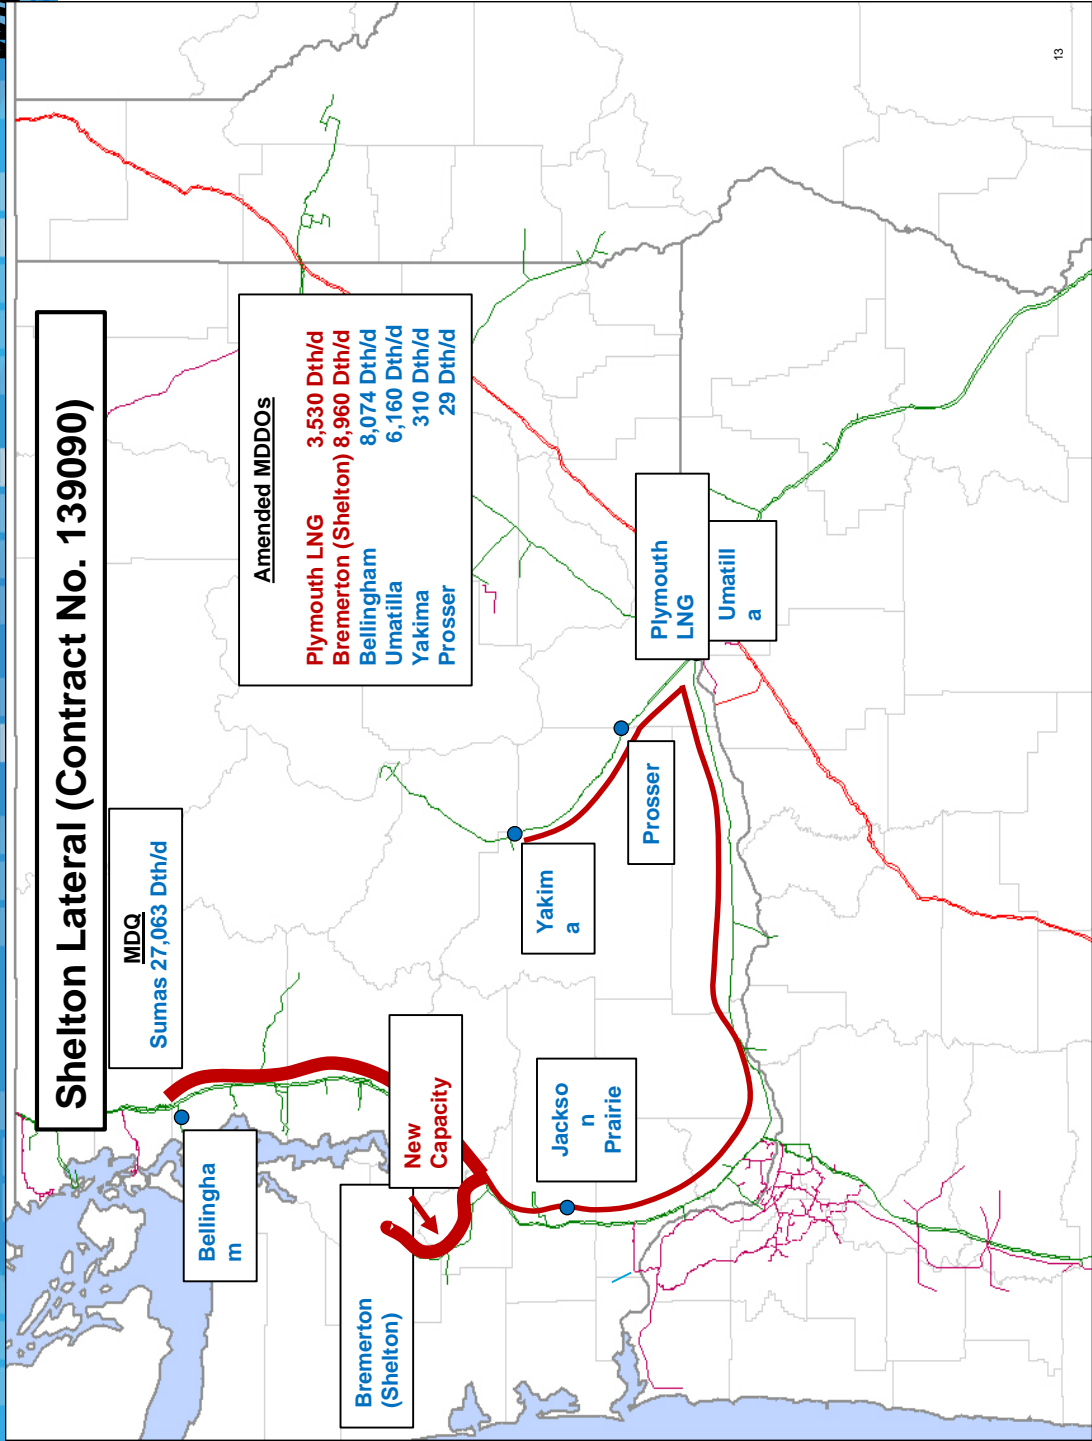 Shelton Lateral (Contract No. 139090)
MDQ
Sumas 27,063 Dth/d
Amended MDDOs
Plymouth LNG 3,530 Dth/d
Bremerton (Shelton) 8,960 Dth/d
Bellingham 8,074 Dth/d
Umatilla 6,160 Dth/d
Yakima 310 Dth/d
Prosser 29 Dth/d
Bellingha
m
Bremerton
(Shelton)
New
Capacity
Jackso
n
Prairie
Yakim
a
Prosser
Plymouth
LNG
Umatill
a
13